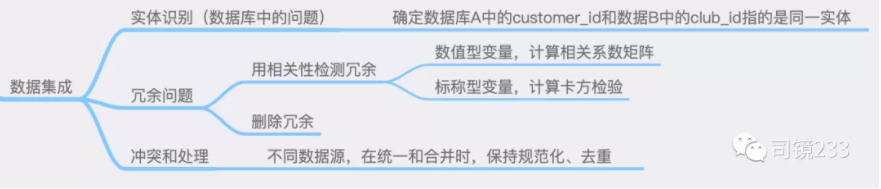 实体识别（数据库中的问题）
确定数据库A中的customer_id和数据B中的club_id指的是同一实体
数据集成
冗余问题
用相关性检测冗余
数值型变量，计算相关系数矩阵
标称型变量，计算卡方检验
删除冗余
冲突和处理
不同数据源，在统一和合并时，保持规范化、去重
司镜233